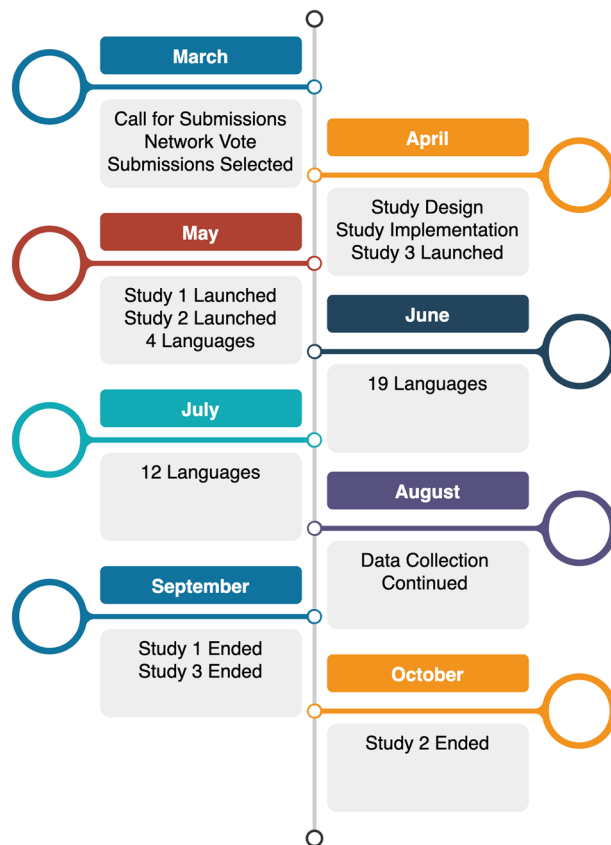 March
Call for Submissions
Network Vote
Submissions Selected
April
Study Design
Study Implementation
Study 3 Launched
May
Study 1 Launched
Study 2 Launched
4 Languages
June
19 Languages
July
12 Languages
August
Data Collection
Continued
September
Study 1 Ended
Study 3 Ended
October
Study 2 Ended